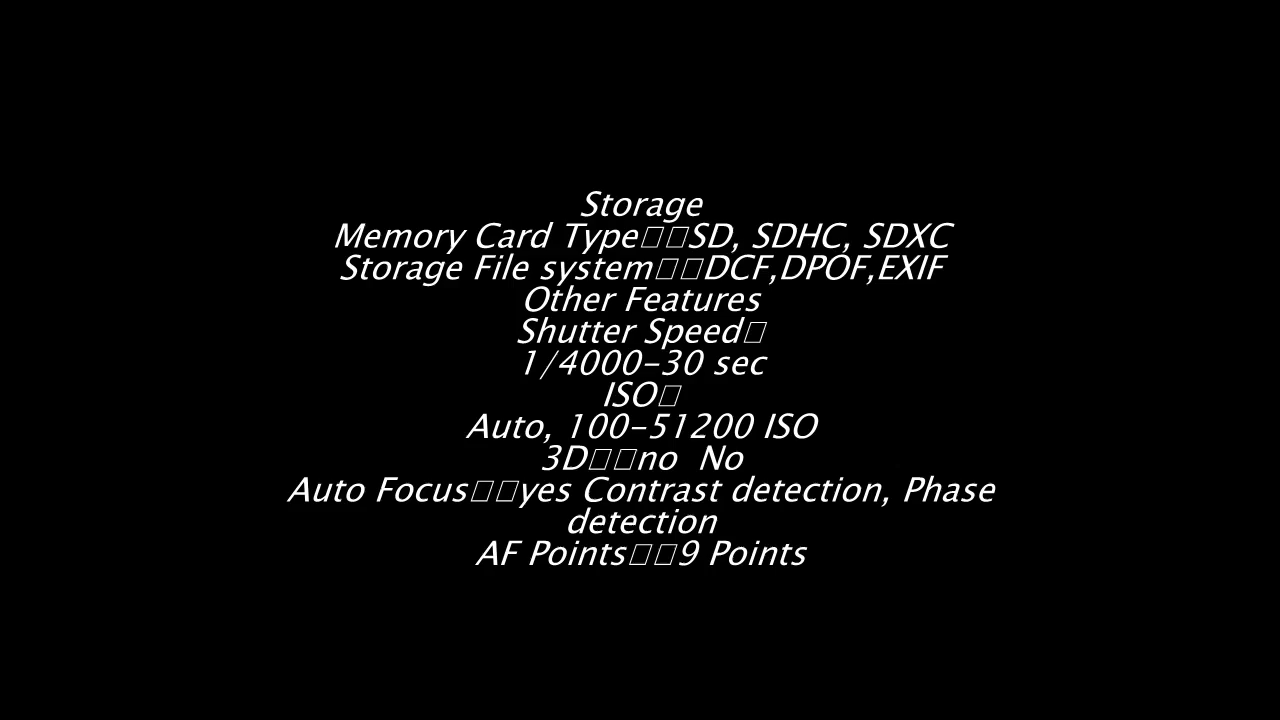 Storage
Memory Card Type▯▯SD, SDHC, SDXC
Storage File system▯▯DCF,DPOF,EXIF
Other Features
Shutter Speed▯
1/4000-30 sec
ISO▯
Auto, 100-51200 ISO
3D▯▯no  No
Auto Focus▯▯yes Contrast detection, Phase
detection
AF Points▯▯9 Points